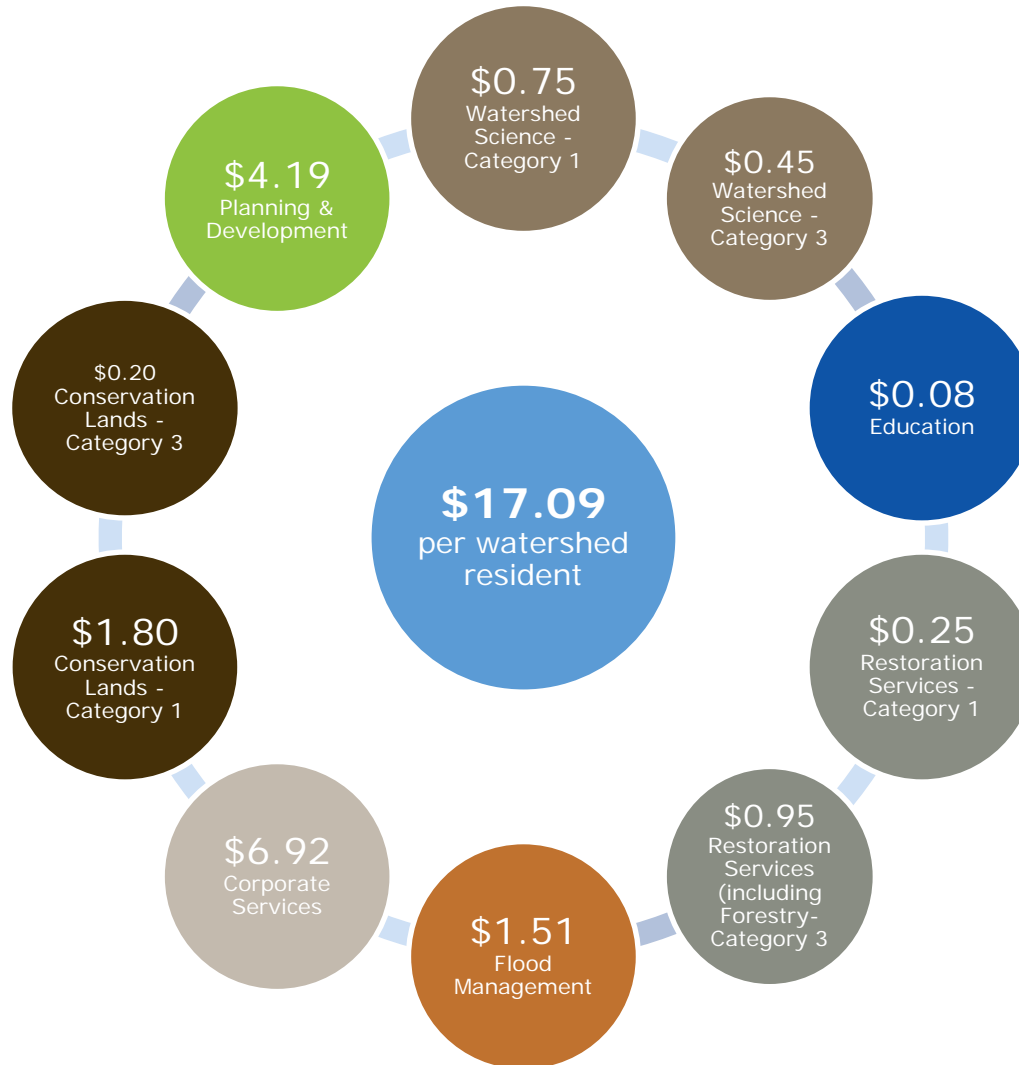 $0.75
Watershed
Science -
Category 1
$0.45
Watershed
Science -
Category 3
$0.08
Education
$0.25
Restoration
Services -
Category 1
$0.95
Restoration
Services
(including
Forestry-
Category 3
$1.51
Flood
Management
$6.92
Corporate
Services
$1.80
Conservation
Lands -
Category 1
$0.20
Conservation
Lands -
Category 3
$4.19
Planning &
Development
$17.09
per watershed
resident